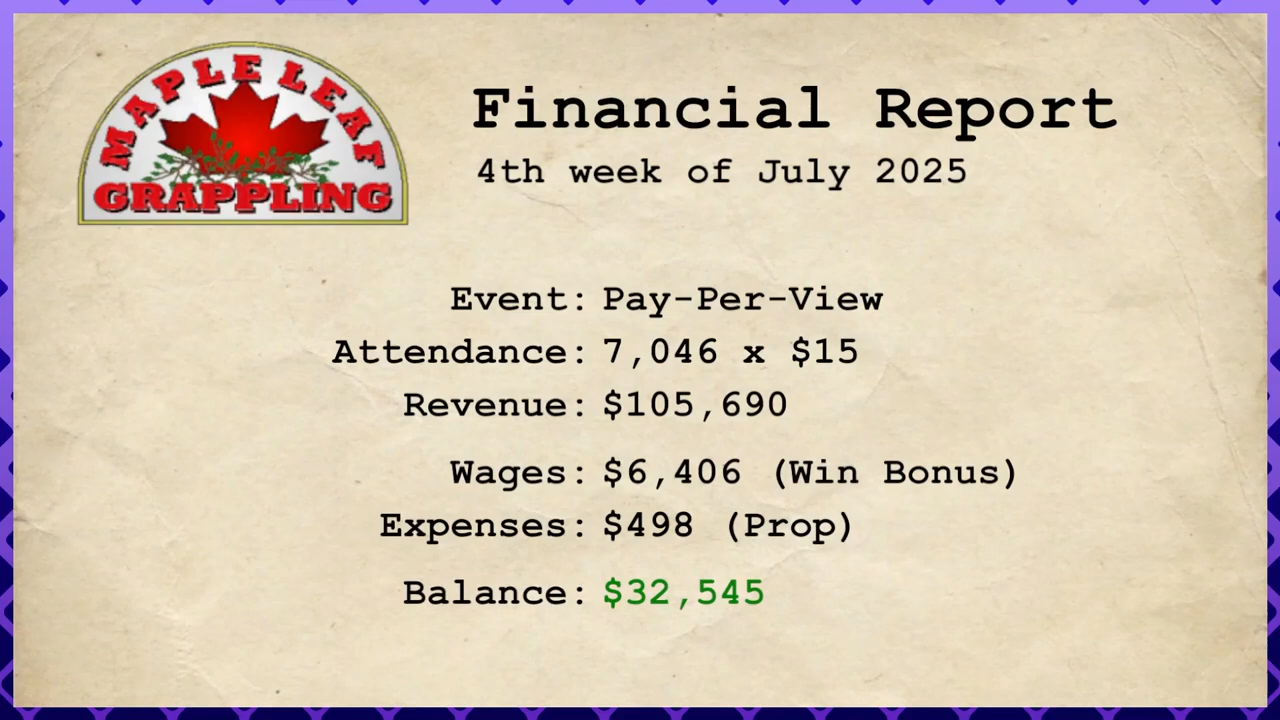 MAPLE LEAF
GRAPPLING
Financial Report
4th week of July 2025
Event: Pay-Per-View
Attendance: 7,046 x $15
Revenue: $105,690
Wages: $6,406 (Win Bonus)
Expenses: $498 (Prop)
Balance: $32,545